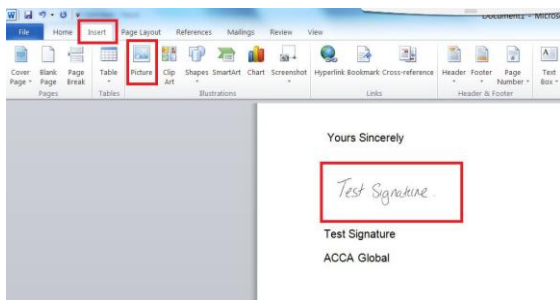 Document1 - Micros
File Home Insert Page Layout References Mailings Review View
Cover Page Blank Page Page Break Table Picture Clip Art Shapes SmartArt Chart Screenshot Hyperlink Bookmark Cross-reference Header Footer Page Number Text Box
Pages Tables Illustrations Links Header & Footer
Yours Sincerely
Test Signature.
Test Signature
ACCA Global